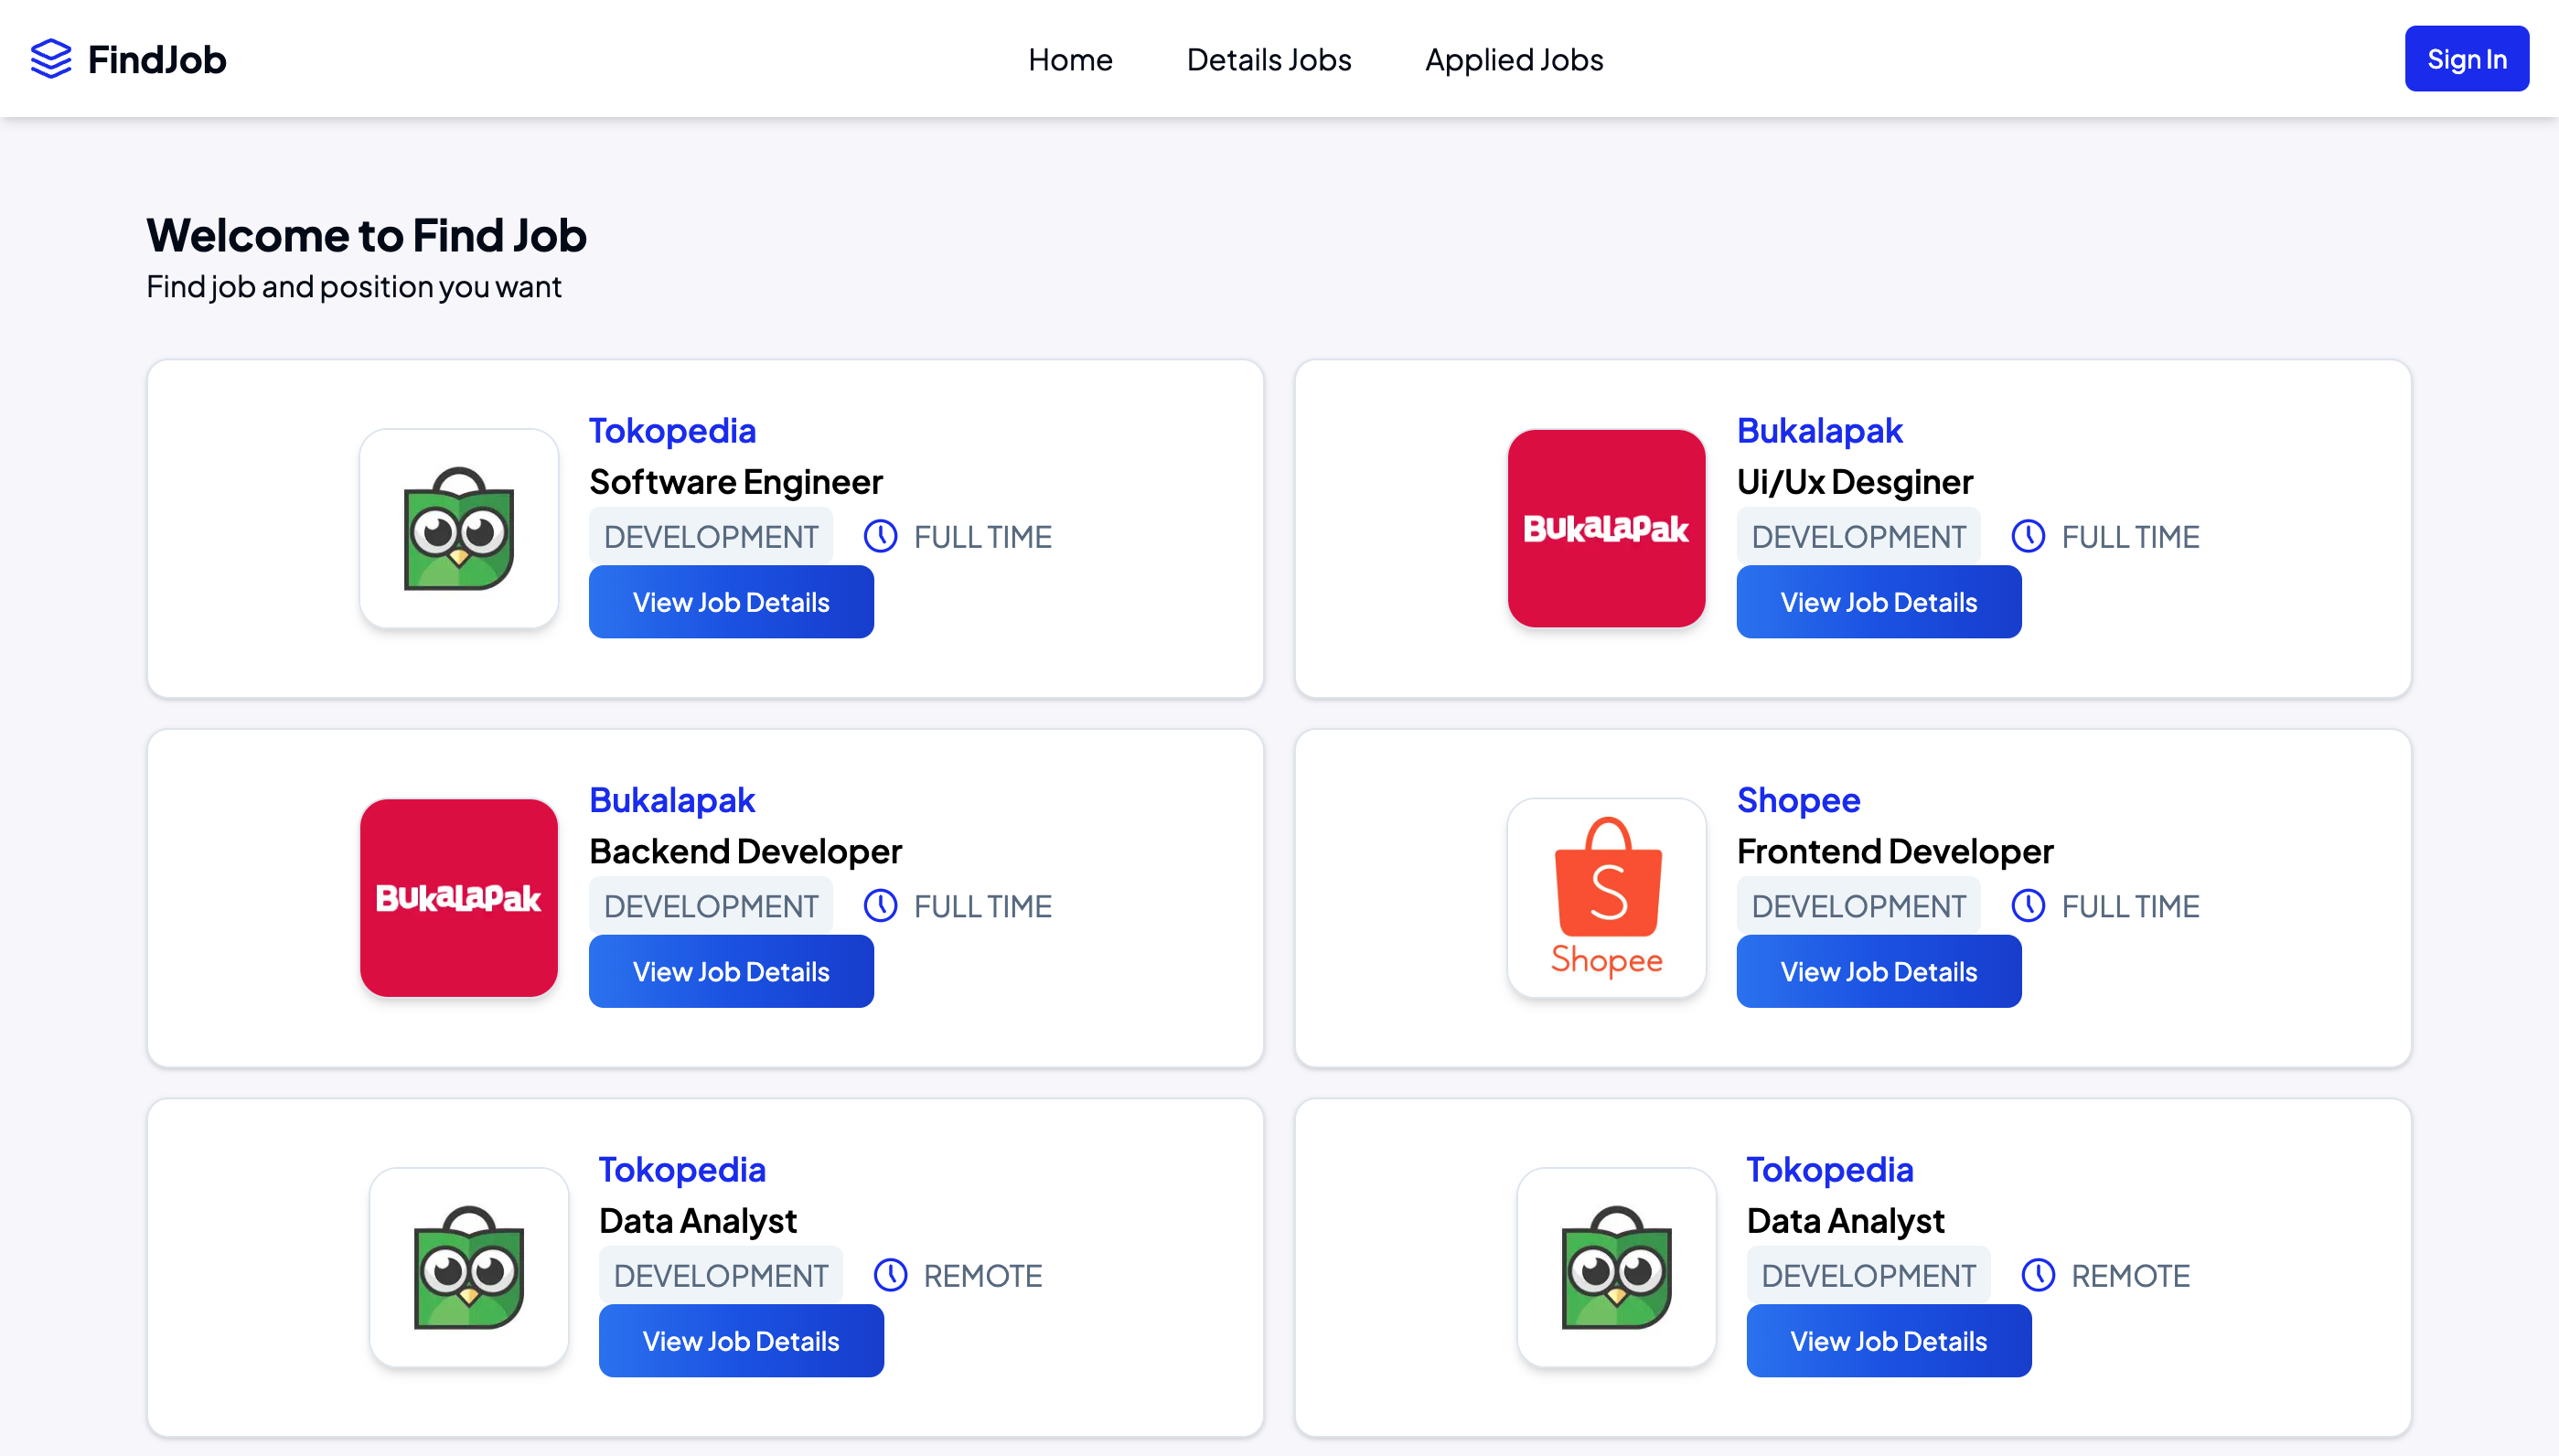 FindJob
Home
Details Jobs
Applied Jobs
Sign In
Welcome to Find Job
Find job and position you want
Tokopedia
Software Engineer
DEVELOPMENT
FULL TIME
View Job Details
BukalaPak
Bukalapak
Ui/Ux Desginer
DEVELOPMENT
FULL TIME
View Job Details
BukalaPak
Bukalapak
Backend Developer
DEVELOPMENT
FULL TIME
View Job Details
S
Shopee
Shopee
Frontend Developer
DEVELOPMENT
FULL TIME
View Job Details
Tokopedia
Data Analyst
DEVELOPMENT
REMOTE
View Job Details
Tokopedia
Data Analyst
DEVELOPMENT
REMOTE
View Job Details